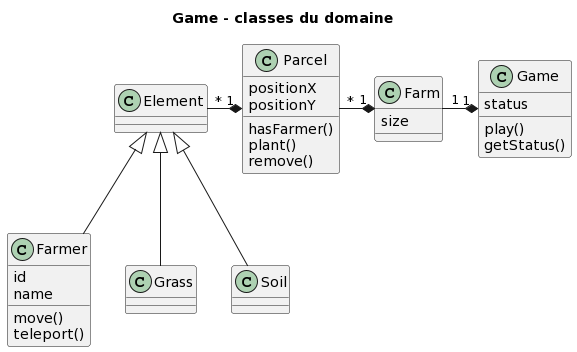 Game - classes du domaine
C Element
* 1
C Parcel
positionX
positionY
hasFarmer()
plant()
remove()
* 1
C Farm
size
1 1
C Game
status
play()
getStatus()
C Farmer
id
name
move()
teleport()
C Grass
C Soil